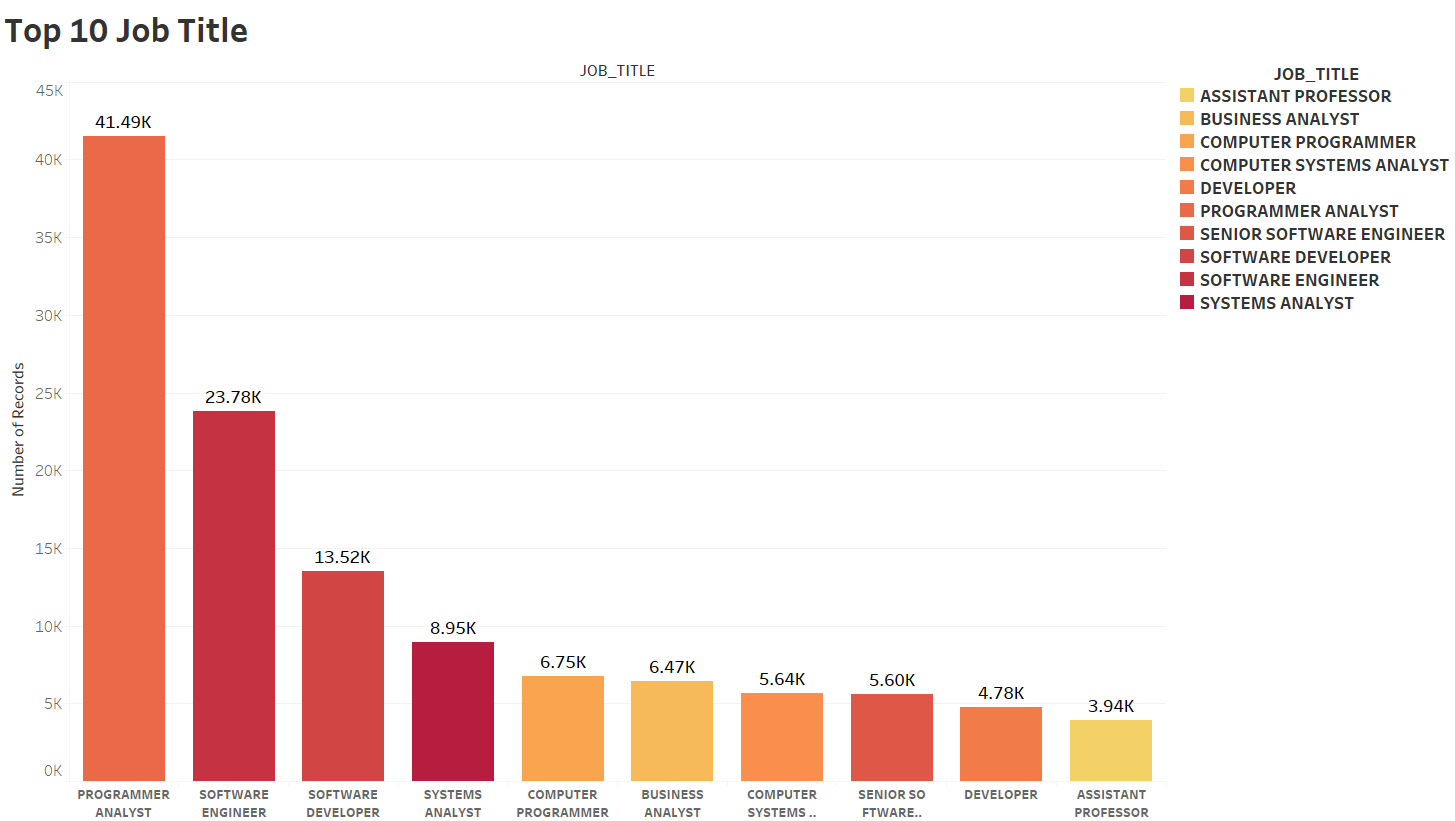 Top 10 Job Title
JOB_TITLE
45K
40K
35K
30K
25K
20K
15K
10K
5K
0K
Number of Records
41.49K
23.78K
13.52K
8.95K
6.75K
6.47K
5.64K
5.60K
4.78K
3.94K
PROGRAMMER
ANALYST
SOFTWARE
ENGINEER
SOFTWARE
DEVELOPER
SYSTEMS
ANALYST
COMPUTER
PROGRAMMER
BUSINESS
ANALYST
COMPUTER
SYSTEMS ..
SENIOR SO
FTWARE..
DEVELOPER
ASSISTANT
PROFESSOR
JOB_TITLE
ASSISTANT PROFESSOR
BUSINESS ANALYST
COMPUTER PROGRAMMER
COMPUTER SYSTEMS ANALYST
DEVELOPER
PROGRAMMER ANALYST
SENIOR SOFTWARE ENGINEER
SOFTWARE DEVELOPER
SOFTWARE ENGINEER
SYSTEMS ANALYST